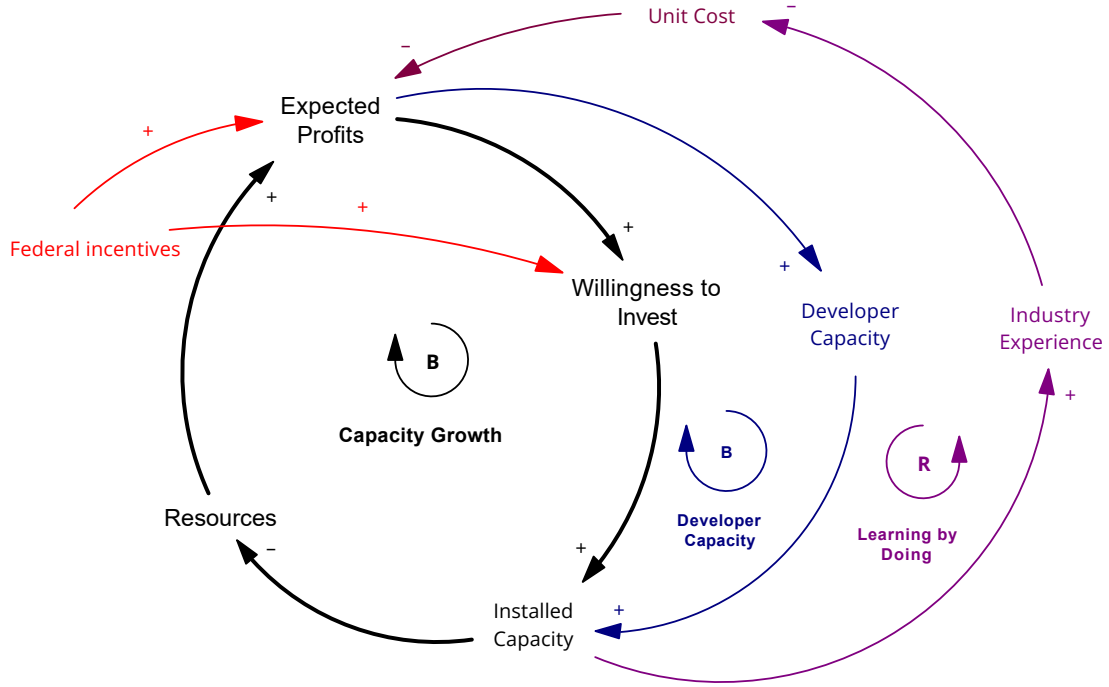 Unit Cost
−
−
Expected
Profits
+
+
+
+
Federal incentives
+
Willingness to
Invest
Developer
Capacity
Industry
Experience
B
Capacity Growth
+
B
R
Developer
Capacity
Learning by
Doing
Resources
−
+
Installed
Capacity
+